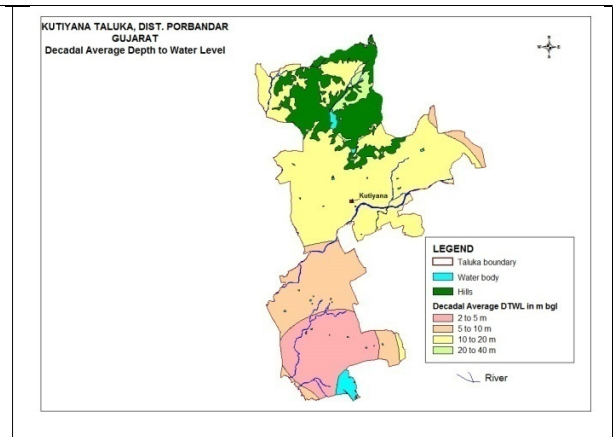 KUTIYANA TALUKA, DIST. PORBANDAR
GUJARAT
Decadal Average Depth to Water Level
Kutiyana
LEGEND
Taluka boundary
Water body
Hills
Decadal Average DTWL in m bgl
2 to 5 m
5 to 10 m
10 to 20 m
20 to 40 m
River